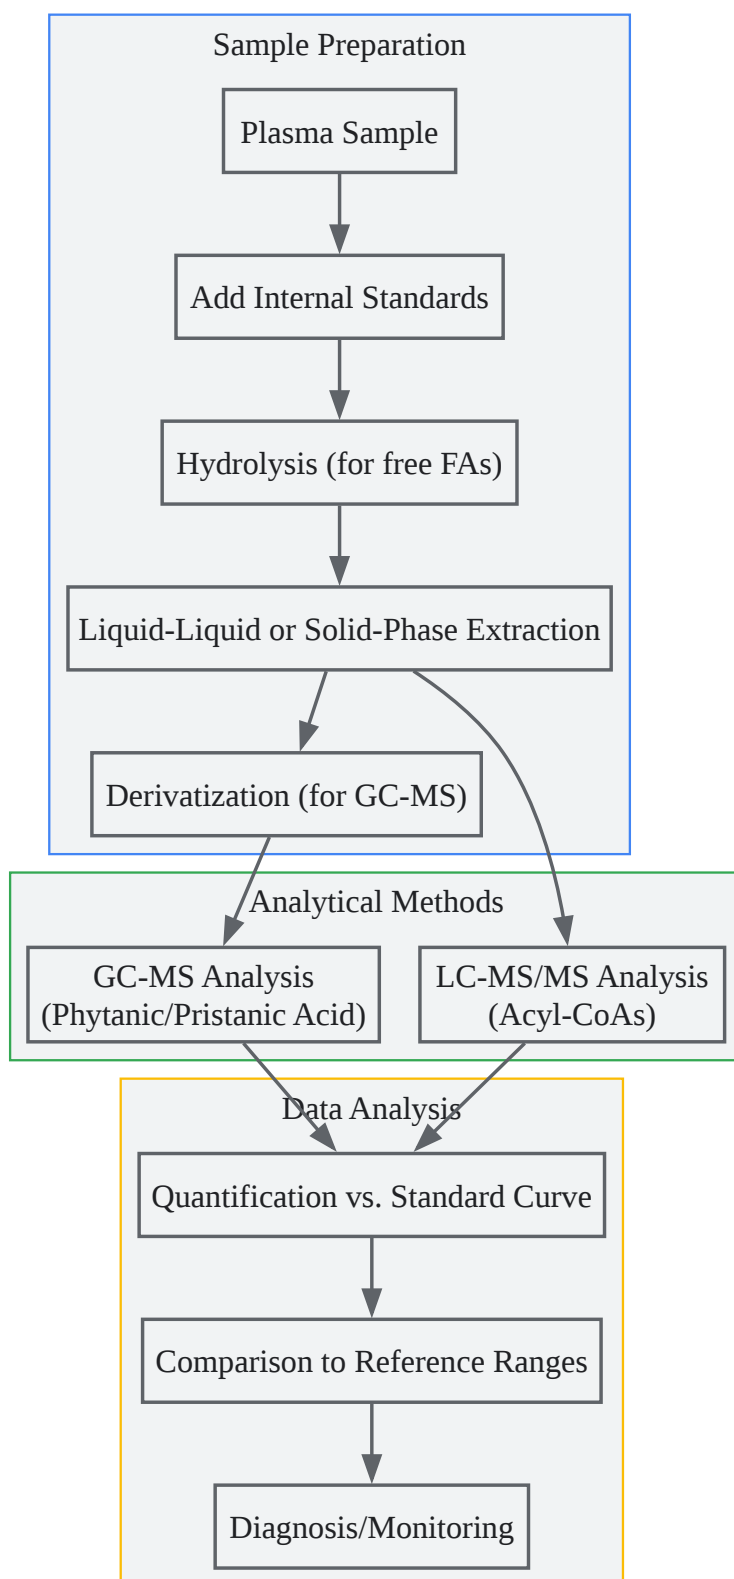 Sample Preparation
Plasma Sample
Add Internal Standards
Hydrolysis (for free FAs)
Liquid-Liquid or Solid-Phase Extraction
Derivatization (for GC-MS)
Analytical Methods
GC-MS Analysis
(Phytanic/Pristanic Acid)
LC-MS/MS Analysis
(Acyl-CoAs)
Data Analysis
Quantification vs. Standard Curve
Comparison to Reference Ranges
Diagnosis/Monitoring